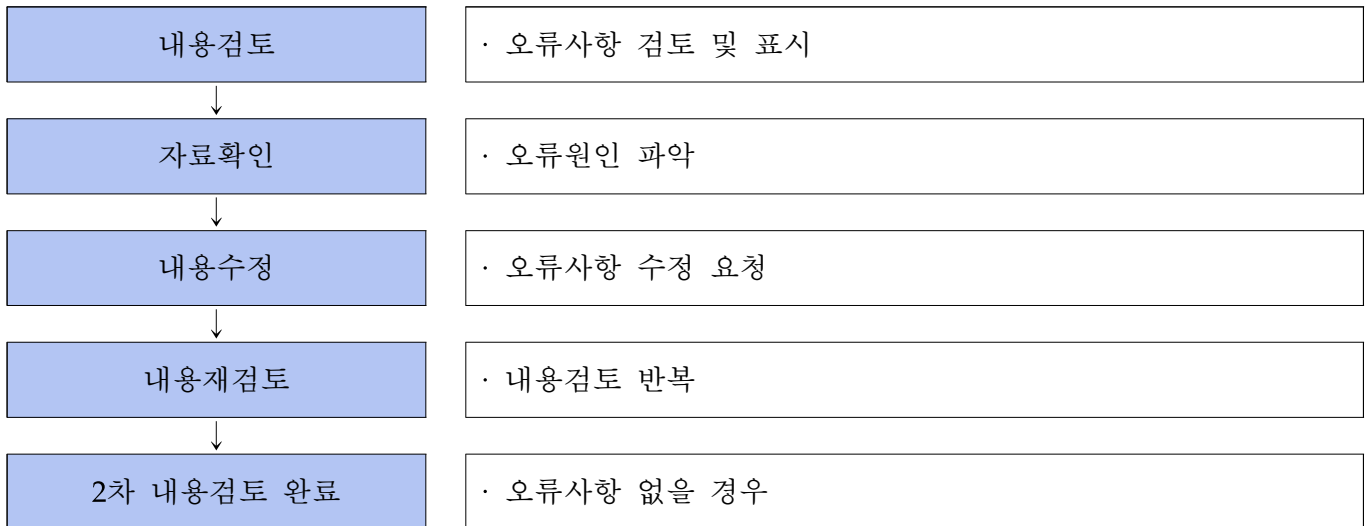 내용검토
· 오류사항 검토 및 표시
자료확인
· 오류원인 파악
내용수정
· 오류사항 수정 요청
내용재검토
· 내용검토 반복
2차 내용검토 완료
· 오류사항 없을 경우